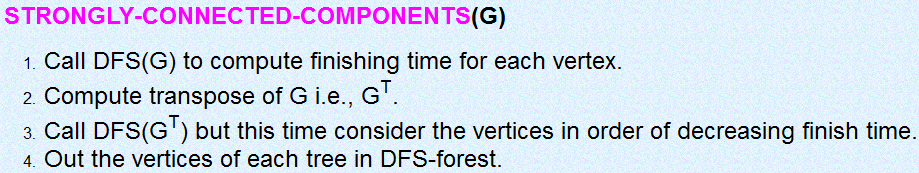 STRONGLY-CONNECTED-COMPONENTS(G)
1. Call DFS(G) to compute finishing time for each vertex.
2. Compute transpose of G i.e., Gᵀ.
3. Call DFS(Gᵀ) but this time consider the vertices in order of decreasing finish time.
4. Out the vertices of each tree in DFS-forest.